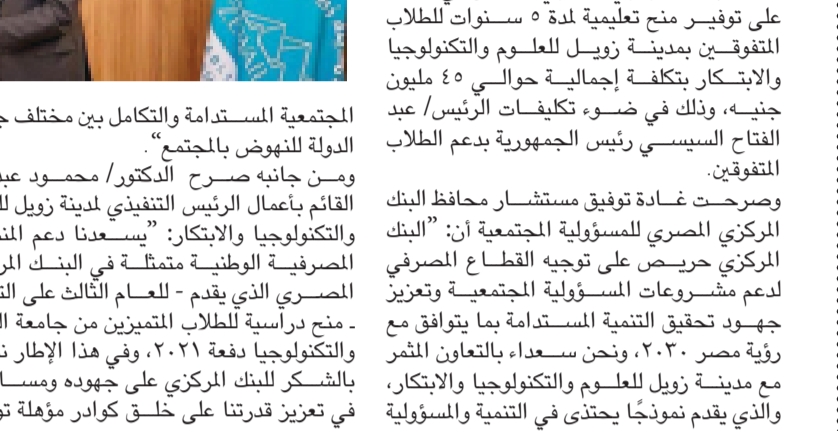 على توفير منح تعليمية لمدة ٥ سنوات للطلاب
المتفوقين بمدينة زويل للعلوم والتكنولوجيا
والابتكار بتكلفة إجمالية حوالي ٤٥ مليون
جنيه، وذلك في ضوء تكليفات الرئيس/ عبد
الفتاح السيسي رئيس الجمهورية بدعم الطلاب
المتفوقين.
وصرحت غادة توفيق مستشار محافظ البنك
المركزي المصري للمسؤولية المجتمعية أن: ”البنك
المركزي حريص على توجيه القطاع المصرفي
لدعم مشروعات المسؤولية المجتمعية وتعزيز
جهود تحقيق التنمية المستدامة بما يتوافق مع
رؤية مصر ٢٠٣٠، ونحن سعداء بالتعاون المثمر
مع مدينة زويل للعلوم والتكنولوجيا والابتكار،
والذي يقدم نموذجًا يحتذى في التنمية والمسؤولية
المجتمعية المستدامة والتكامل بين مختلف
الدولة للنهوض بالمجتمع“.
ومن جانبه صرح الدكتور/ محمود
القائم بأعمال الرئيس التنفيذي لمدينة زويل
والتكنولوجيا والابتكار: ”يسعدنا دعم
المصرفية الوطنية متمثلة في البنك
المصري الذي يقدم - للعام الثالث على
- منح دراسية للطلاب المتميزين من جامعة
والتكنولوجيا دفعة ٢٠٢١، وفي هذا الإطار
بالشكر للبنك المركزي على جهوده
في تعزيز قدرتنا على خلق كوادر مؤهلة